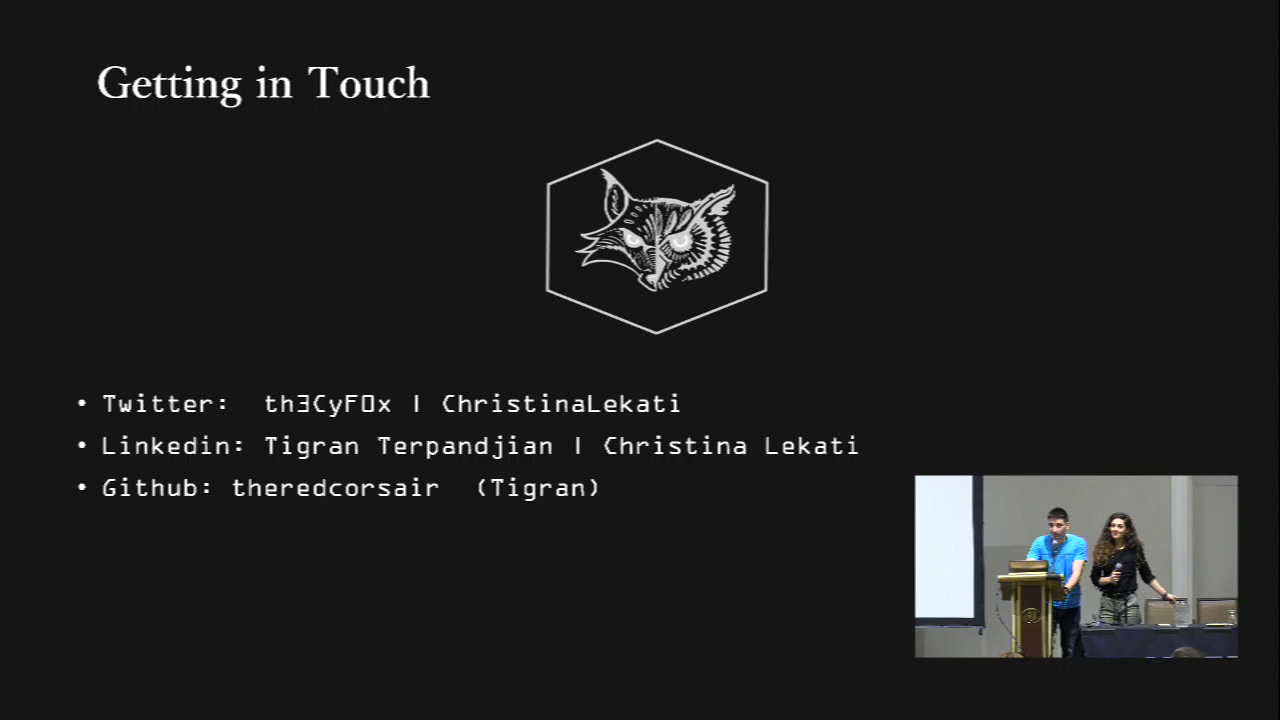 Getting in Touch
• Twitter: th3CyF0x | ChristinaLekati
• Linkedin: Tigran Terpandjian | Christina Lekati
• Github: theredcorsair (Tigran)